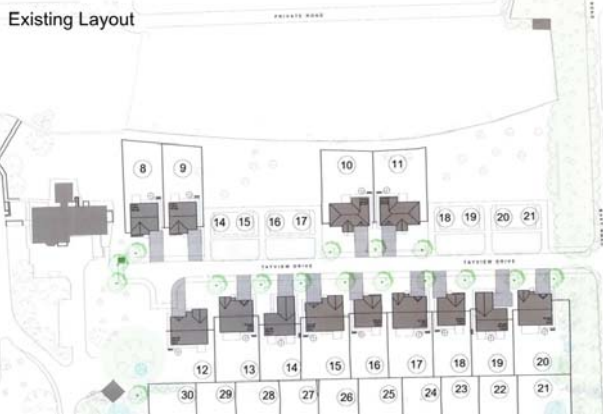 Existing Layout
PRIVATE ROAD
8 9 10 11
14 15 16 17 18 19 20 21
TAYVIEW DRIVE TAYVIEW DRIVE
12 13 14 15 16 17 18 19 20
30 29 28 27 26 25 24 23 22 21